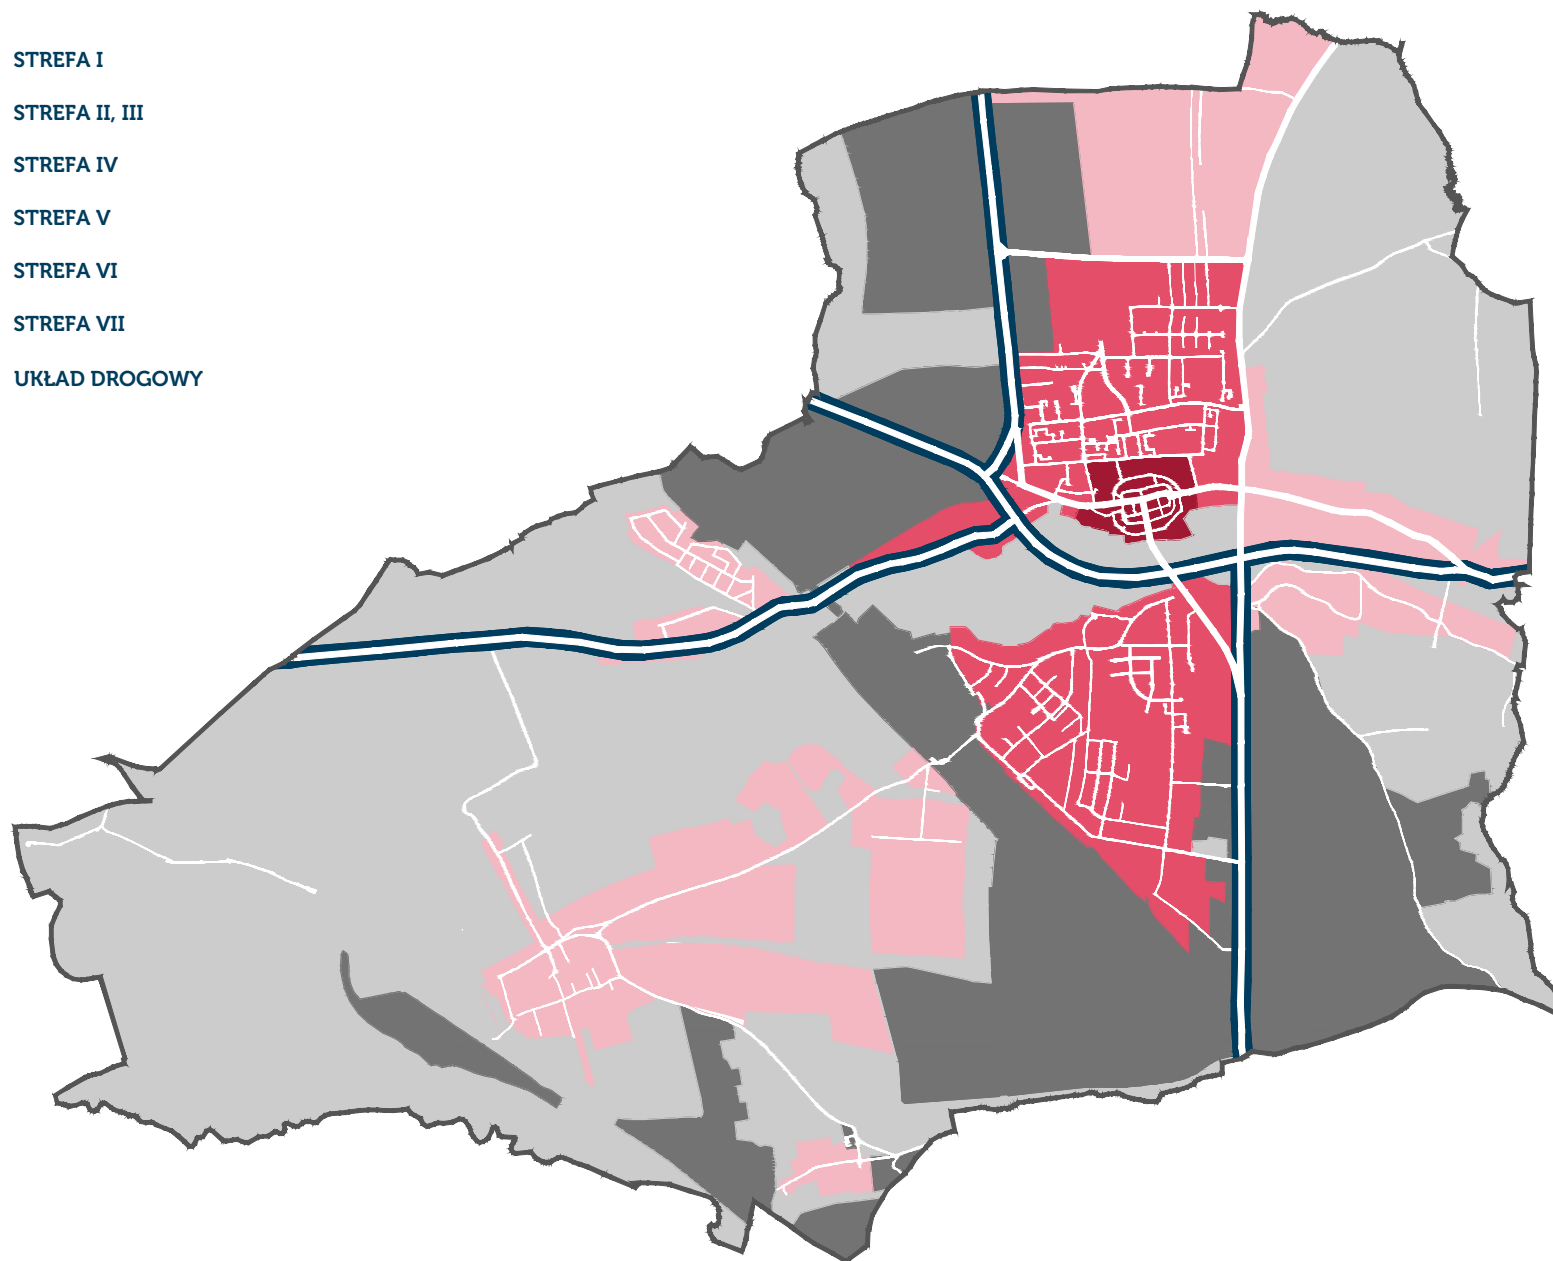 STREFA I
STREFA II, III
STREFA IV
STREFA V
STREFA VI
STREFA VII
UKŁAD DROGOWY